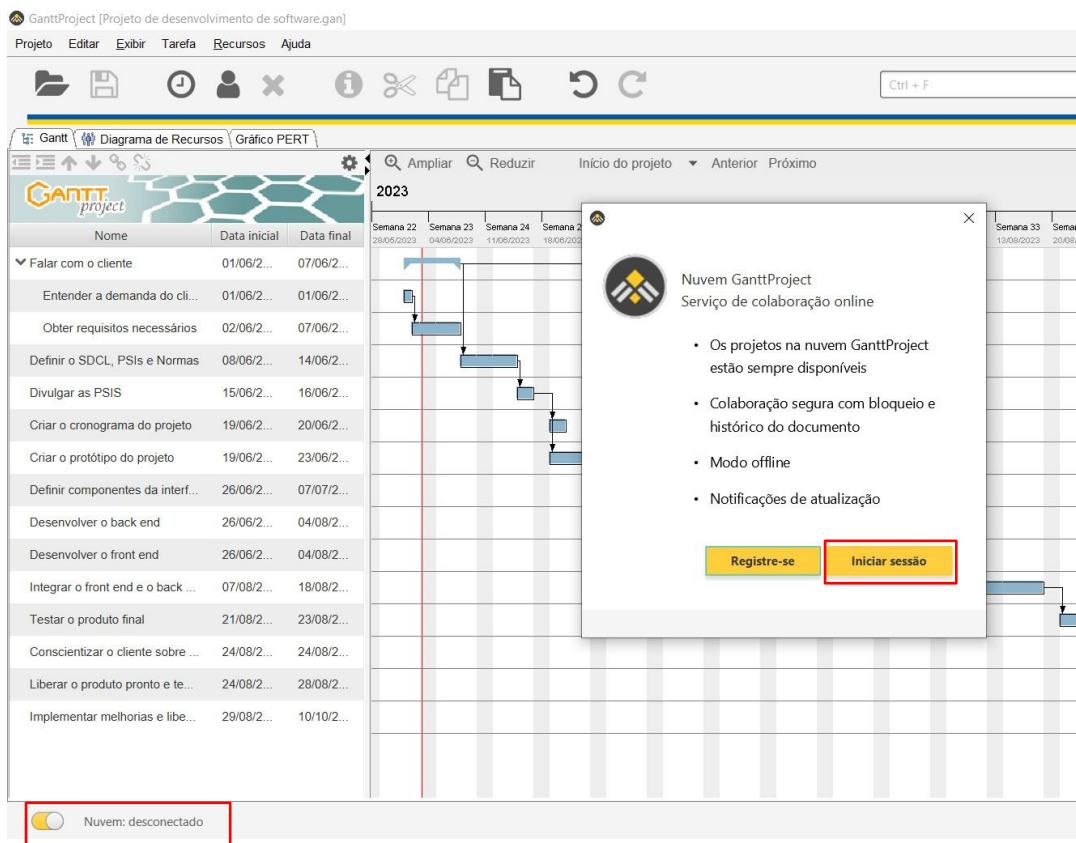 GanttProject [Projeto de desenvolvimento de software.gan]
Projeto Editar Exibir Tarefa Recursos Ajuda
Ctrl + F
Gantt Diagrama de Recursos Gráfico PERT
Ampliar Reduzir Início do projeto Anterior Próximo
GANTT project
2023
Semana 22 Semana 23 Semana 24 Semana 2 Semana 33 Semar
28/05/2023 04/06/2023 11/06/2023 18/06/202 13/08/2023 20/08/
Nome Data inicial Data final
Falar com o cliente 01/06/2... 07/06/2...
Entender a demanda do cli... 01/06/2... 01/06/2...
Obter requisitos necessários 02/06/2... 07/06/2...
Definir o SDCL, PSIs e Normas 08/06/2... 14/06/2...
Divulgar as PSIS 15/06/2... 16/06/2...
Criar o cronograma do projeto 19/06/2... 20/06/2...
Criar o protótipo do projeto 19/06/2... 23/06/2...
Definir componentes da interf... 26/06/2... 07/07/2...
Desenvolver o back end 26/06/2... 04/08/2...
Desenvolver o front end 26/06/2... 04/08/2...
Integrar o front end e o back ... 07/08/2... 18/08/2...
Testar o produto final 21/08/2... 23/08/2...
Conscientizar o cliente sobre ... 24/08/2... 24/08/2...
Liberar o produto pronto e te... 24/08/2... 28/08/2...
Implementar melhorias e libe... 29/08/2... 10/10/2...
Nuvem GanttProject
Serviço de colaboração online
• Os projetos na nuvem GanttProject
estão sempre disponíveis
• Colaboração segura com bloqueio e
histórico do documento
• Modo offline
• Notificações de atualização
Registre-se Iniciar sessão
Nuvem: desconectado